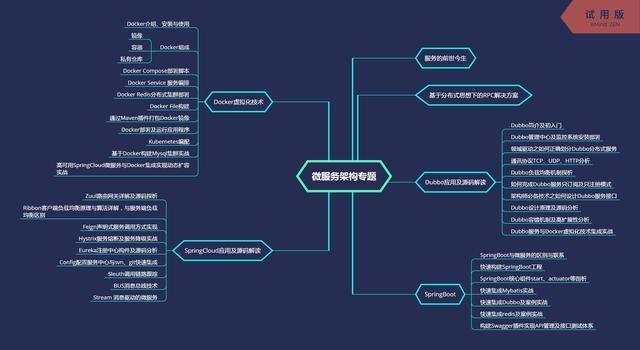 试用版
XMind ZEN
微服务架构专题
Docker虚拟化技术
Docker介绍、安装与使用
镜像
容器
私有仓库
Docker组成
Docker Compose部署脚本
Docker Service 服务编排
Docker Redis分布式集群部署
Docker File构建
通过Maven插件打包Docker镜像
Docker部署及运行应用程序
Kubernetes编配
基于Docker构建Mysql集群实战
高可用SpringCloud微服务与Docker集成实现动态扩容
实战
SpringCloud应用及源码解读
Zuul路由网关详解及源码探析
Ribbon客户端负载均衡原理与算法详解，与服务端负载
均衡区别
Feign声明式服务调用方式实现
Hystrix服务熔断及服务降级实战
Eureka注册中心构件及源码分析
Config配置服务中心与svn、git快速集成
Sleuth调用链路跟踪
BUS消息总线技术
Stream 消息驱动的微服务
服务的前世今生
基于分布式思想下的RPC解决方案
Dubbo应用及源码解读
Dubbo简介及初入门
Dubbo管理中心及监控系统安装部署
领域驱动之如何正确划分Dubbo分布式服务
通讯协议TCP、UDP、HTTP分析
Dubbo负载均衡机制探析
如何完成Dubbo服务只订阅及只注册模式
架构师必备技术之如何设计Dubbo服务接口
Dubbo设计原理及源码分析
Dubbo容错机制及高扩展性分析
Dubbo服务与Docker虚拟化技术集成实战
SpringBoot
SpringBoot与微服务的区别与联系
快速构建SpringBoot工程
SpringBoot核心组件start、actuator等剖析
快速集成Mybatis实战
快速集成Dubbo及案例实战
快速集成redis及案例实战
构建Swagger插件实现API管理及接口测试体系